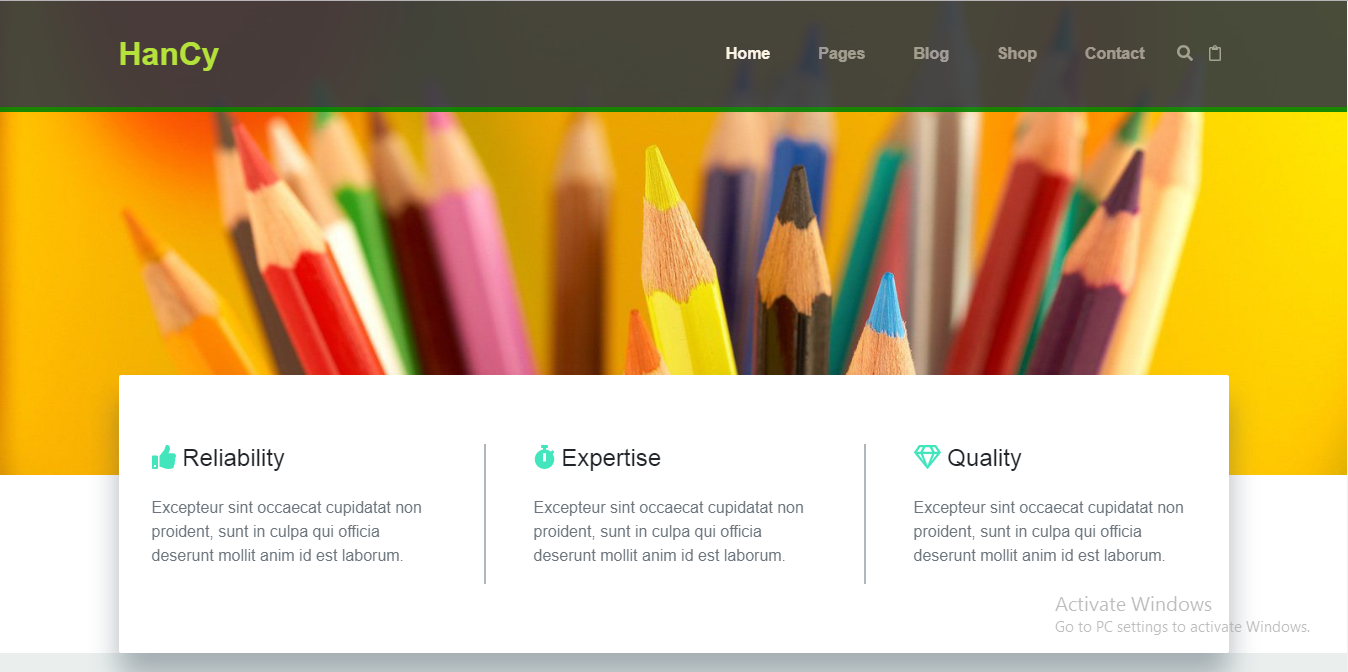 HanCy
Home Pages Blog Shop Contact
Reliability
Excepteur sint occaecat cupidatat non
proident, sunt in culpa qui officia
deserunt mollit anim id est laborum.
Expertise
Excepteur sint occaecat cupidatat non
proident, sunt in culpa qui officia
deserunt mollit anim id est laborum.
Quality
Excepteur sint occaecat cupidatat non
proident, sunt in culpa qui officia
deserunt mollit anim id est laborum.
Activate Windows
Go to PC settings to activate Windows.